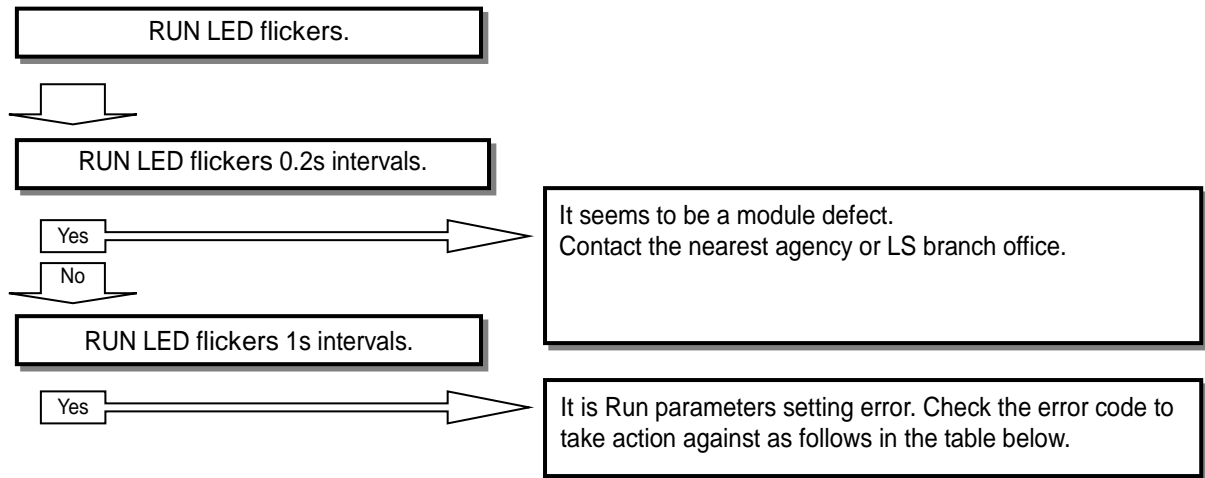 RUN LED flickers.
RUN LED flickers 0.2s intervals.
Yes
It seems to be a module defect.
Contact the nearest agency or LS branch office.
No
RUN LED flickers 1s intervals.
Yes
It is Run parameters setting error. Check the error code to
take action against as follows in the table below.